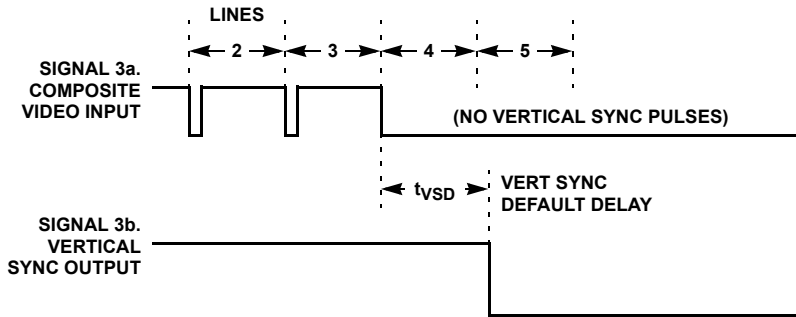 LINES
2 3 4 5
SIGNAL 3a.
COMPOSITE
VIDEO INPUT
(NO VERTICAL SYNC PULSES)
tVSD
VERT SYNC
DEFAULT DELAY
SIGNAL 3b.
VERTICAL
SYNC OUTPUT